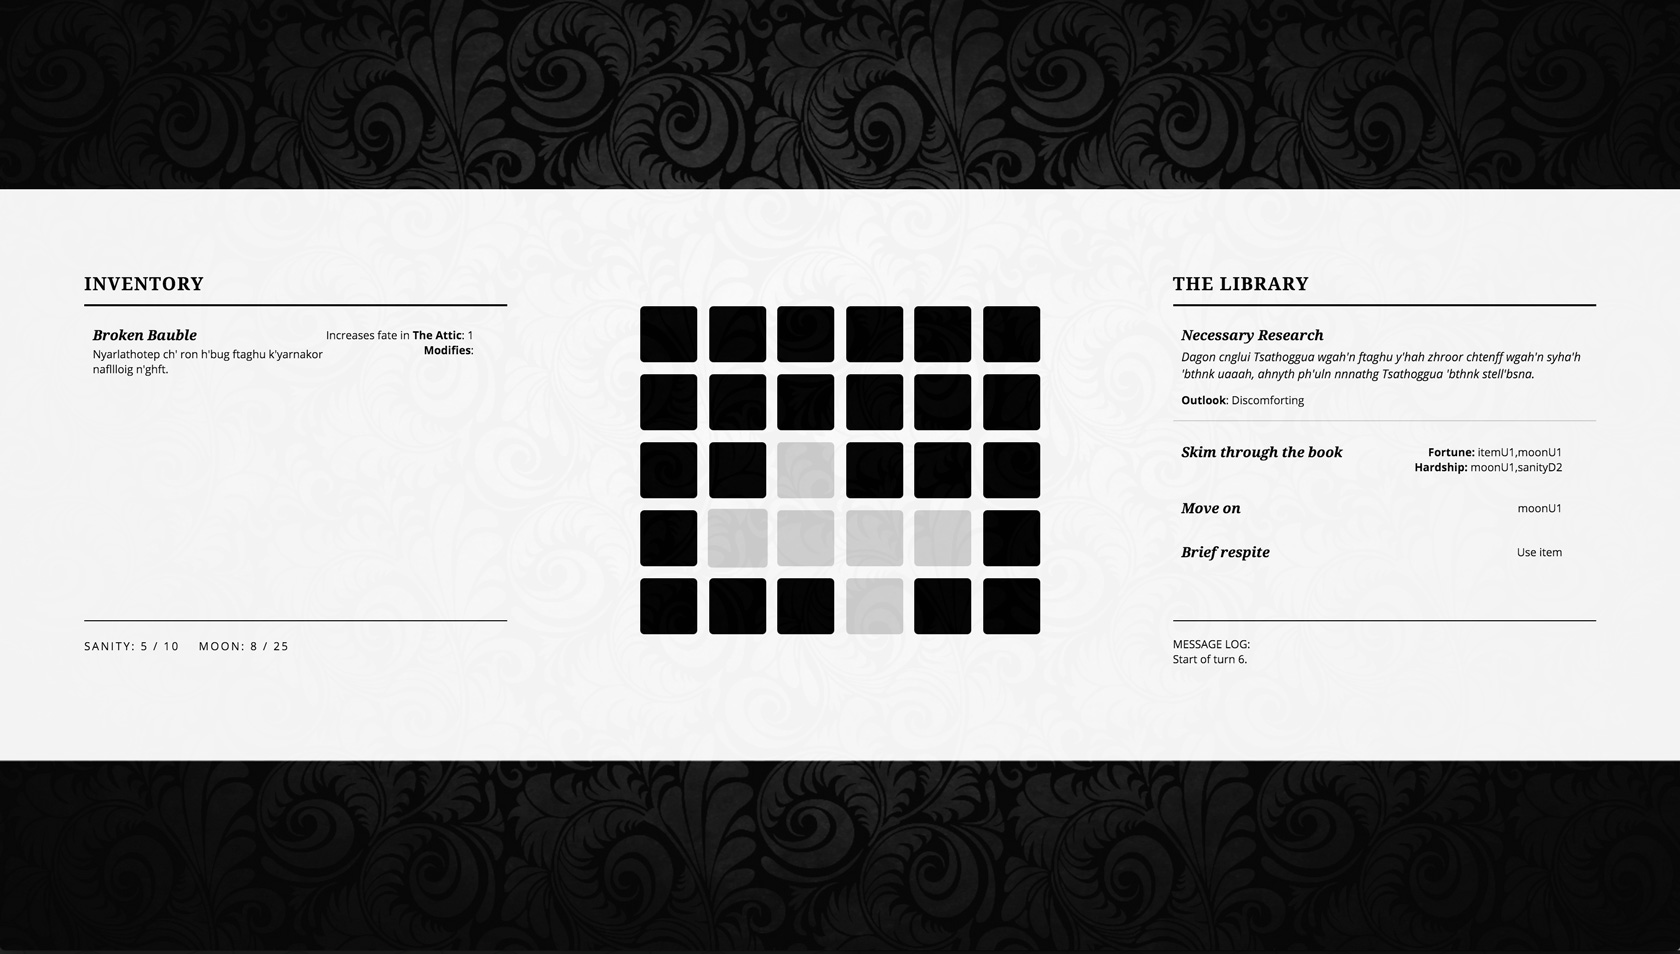 INVENTORY
Broken Bauble
Increases fate in The Attic: 1
Modifies:
Nyarlathotep ch' ron h'bug ftaghu k'yarnakor
naflloig n'ghft.
SANITY: 5 / 10 MOON: 8 / 25
THE LIBRARY
Necessary Research
Dagon cnglui Tsathoggua wgah'n ftaghu y'hah zhroor chtenff wgah'n syha'h
'bthnk uaaah, ahnyth ph'uln nnnathg Tsathoggua 'bthnk stell'bsna.
Outlook: Discomforting
Skim through the book
Fortune: itemU1,moonU1
Hardship: moonU1,sanityD2
Move on
moonU1
Brief respite
Use item
MESSAGE LOG:
Start of turn 6.